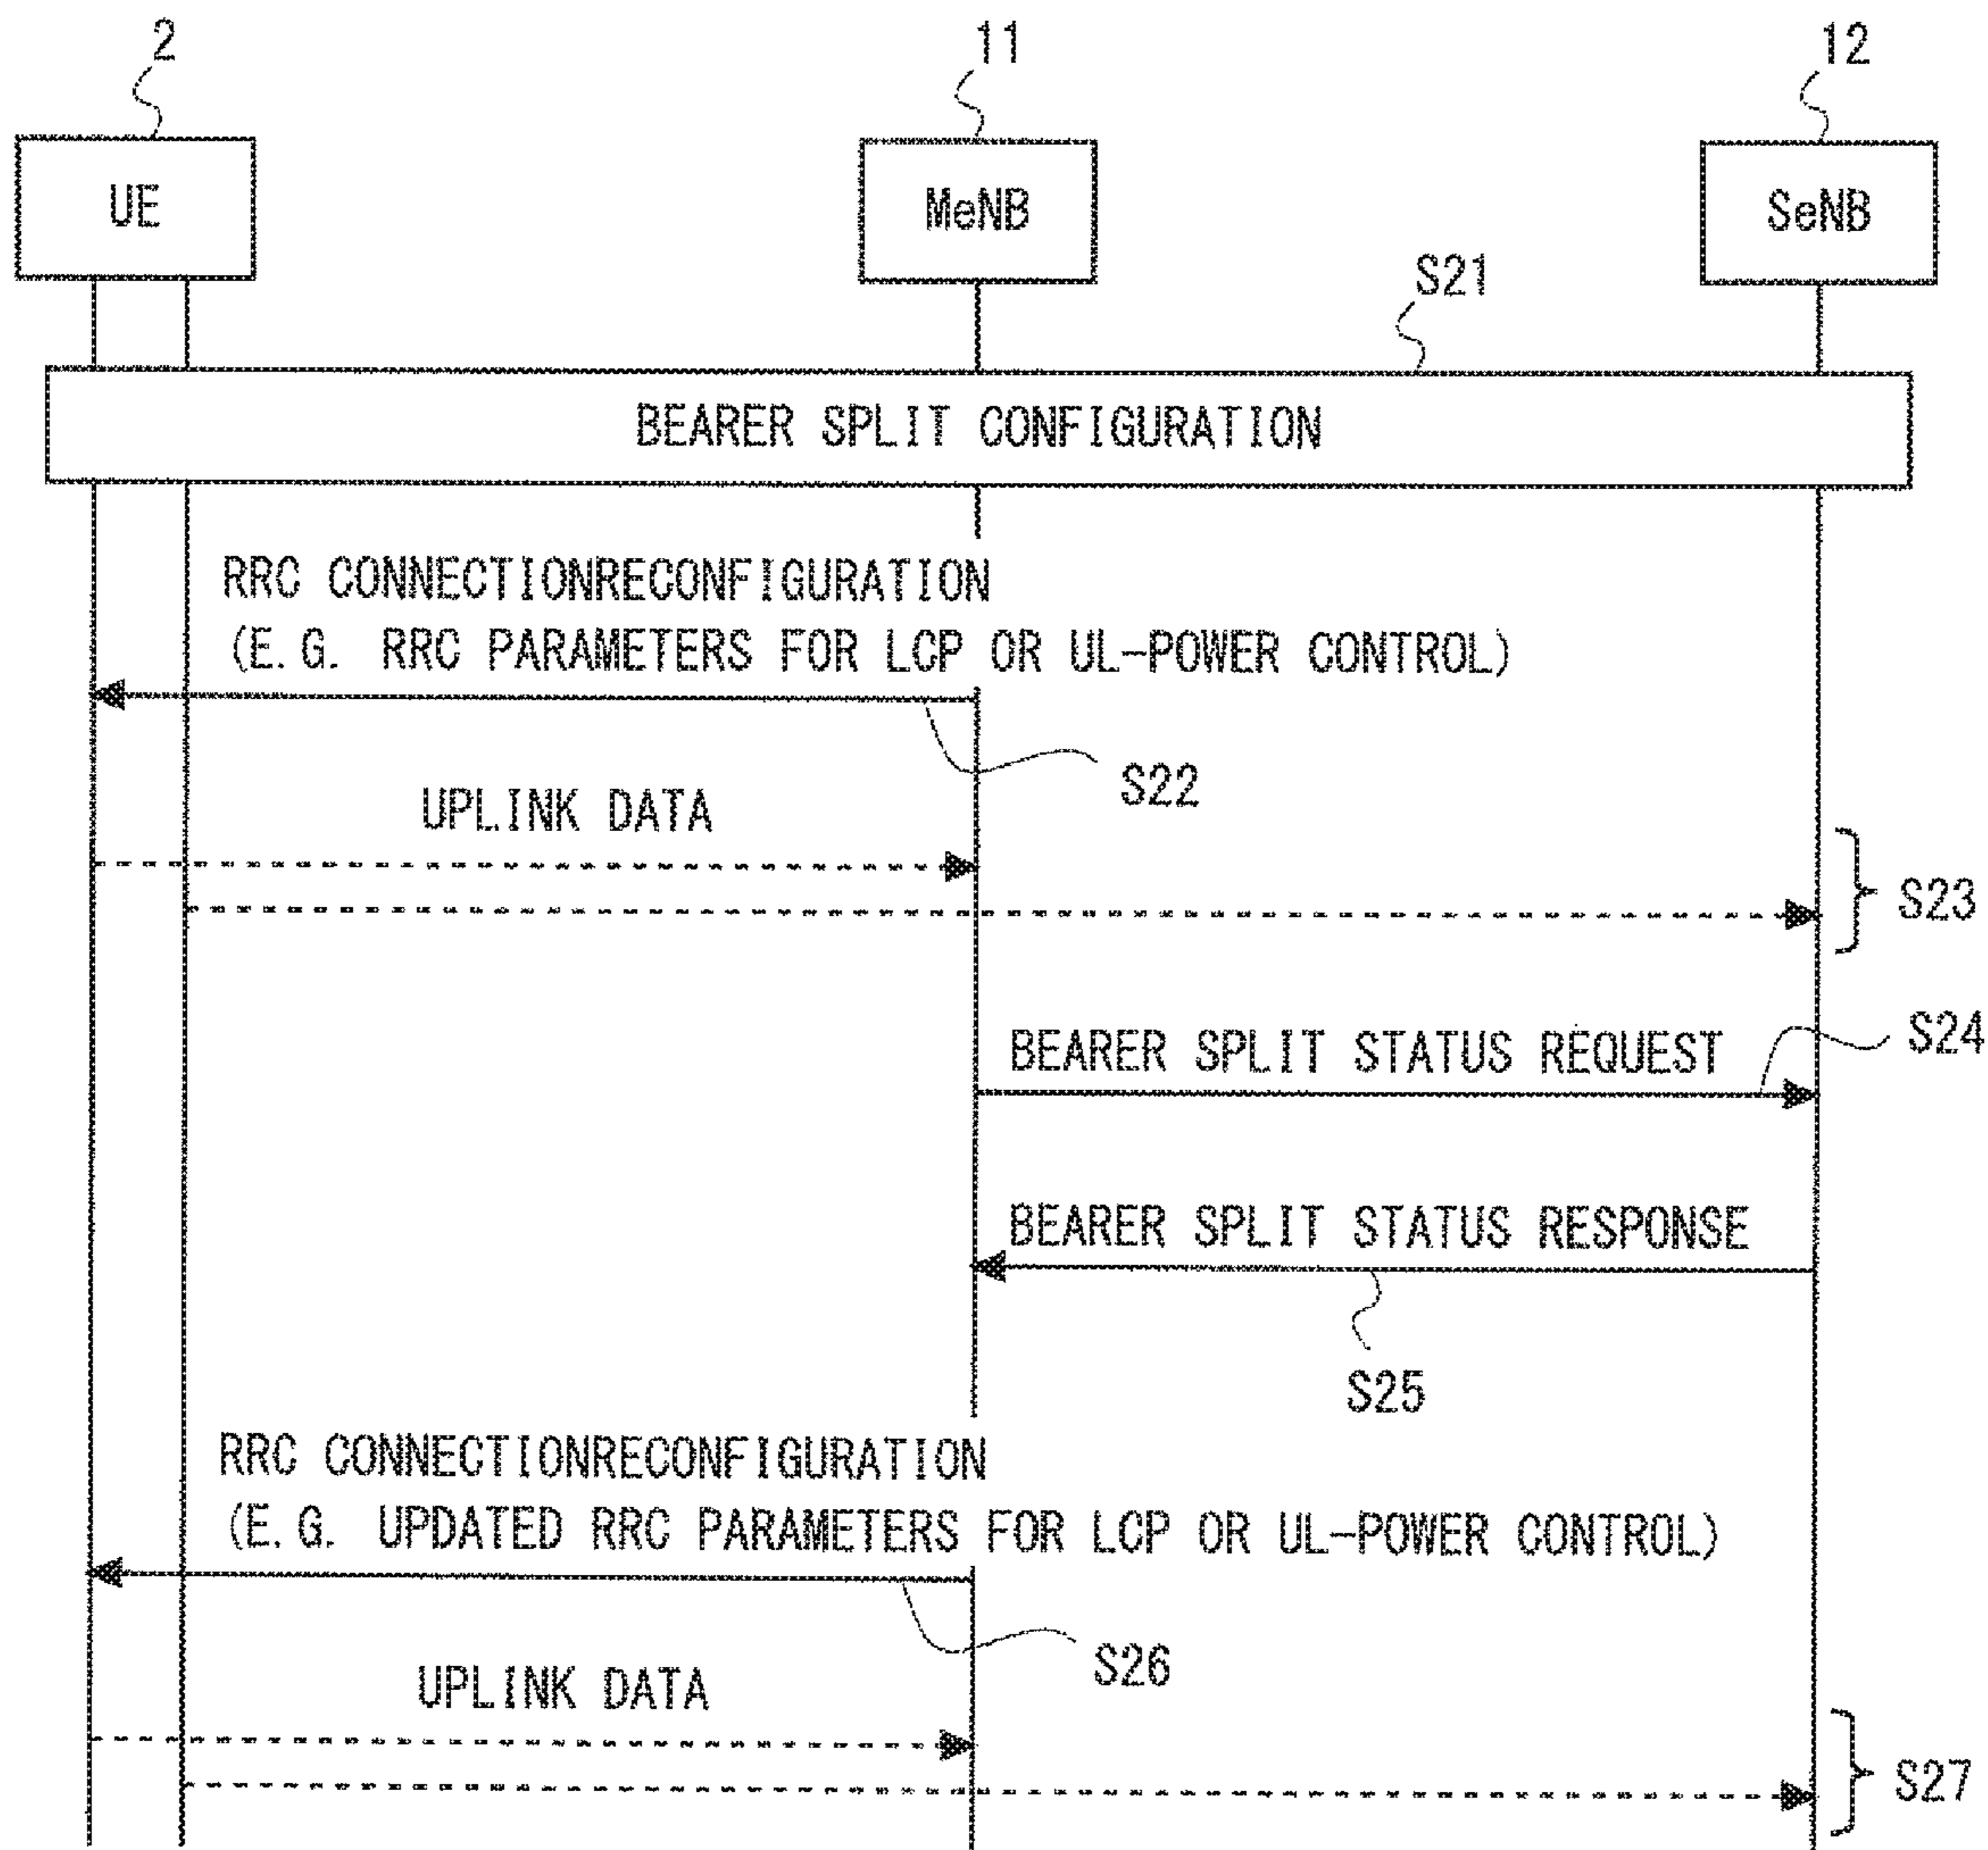 2
11
12
UE
MeNB
SeNB
S21
BEARER SPLIT CONFIGURATION
RRC CONNECTIONRECONFIGURATION
(E.G. RRC PARAMETERS FOR LCP OR UL-POWER CONTROL)
S22
UPLINK DATA
S23
BEARER SPLIT STATUS REQUEST
S24
BEARER SPLIT STATUS RESPONSE
S25
RRC CONNECTIONRECONFIGURATION
(E.G. UPDATED RRC PARAMETERS FOR LCP OR UL-POWER CONTROL)
S26
UPLINK DATA
S27